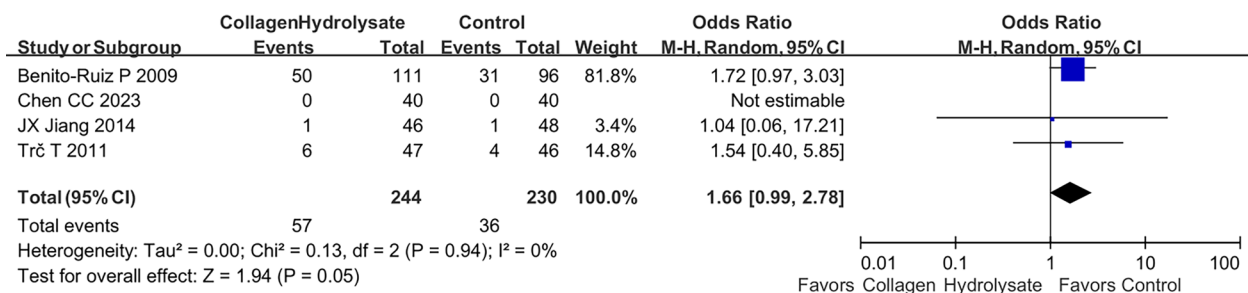 CollagenHydrolysate Control Odds Ratio Odds Ratio
Study or Subgroup Events Total Events Total Weight M-H, Random, 95% CI M-H, Random, 95% CI
Benito-Ruiz P 2009 50 111 31 96 81.8% 1.72 [0.97, 3.03]
Chen CC 2023 0 40 0 40 Not estimable
JX Jiang 2014 1 46 1 48 3.4% 1.04 [0.06, 17.21]
Trč T 2011 6 47 4 46 14.8% 1.54 [0.40, 5.85]
Total (95% CI) 244 230 100.0% 1.66 [0.99, 2.78]
Total events 57 36
Heterogeneity: Tau² = 0.00; Chi² = 0.13, df = 2 (P = 0.94); I² = 0%
Test for overall effect: Z = 1.94 (P = 0.05)
0.01 0.1 1 10 100
Favors Collagen Hydrolysate Favors Control